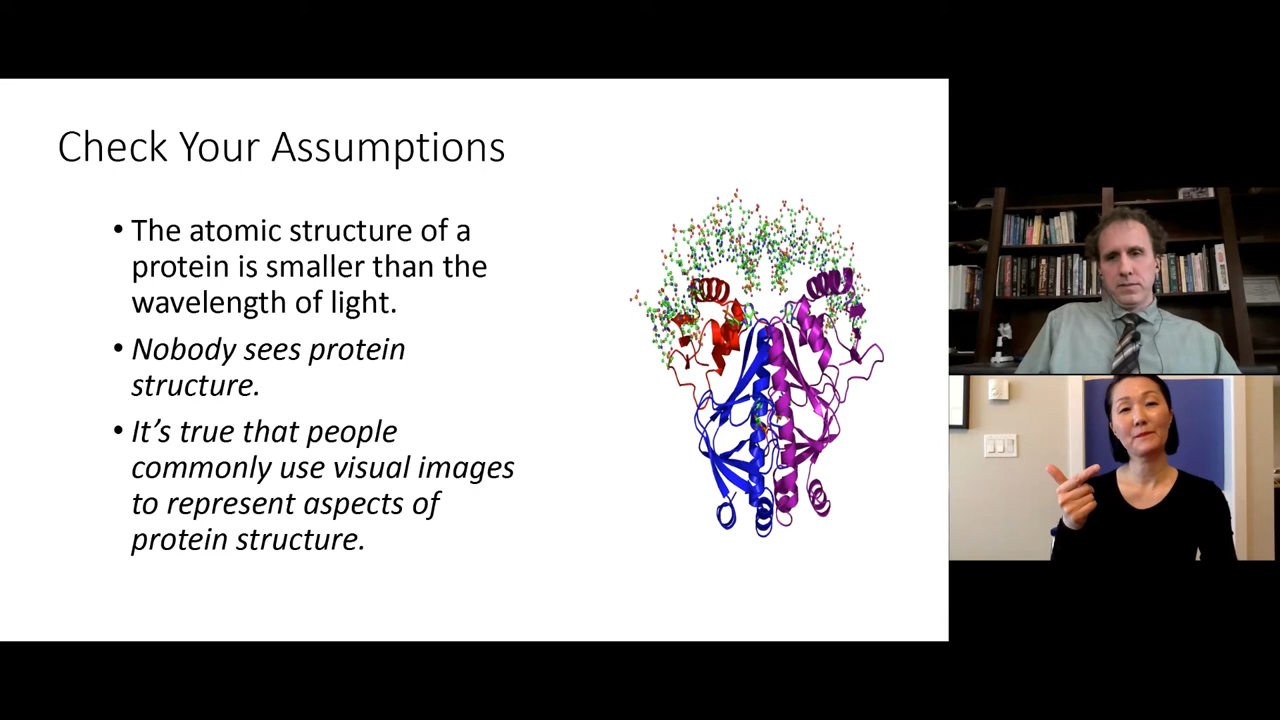 Check Your Assumptions
• The atomic structure of a
protein is smaller than the
wavelength of light.
• Nobody sees protein
structure.
• It’s true that people
commonly use visual images
to represent aspects of
protein structure.